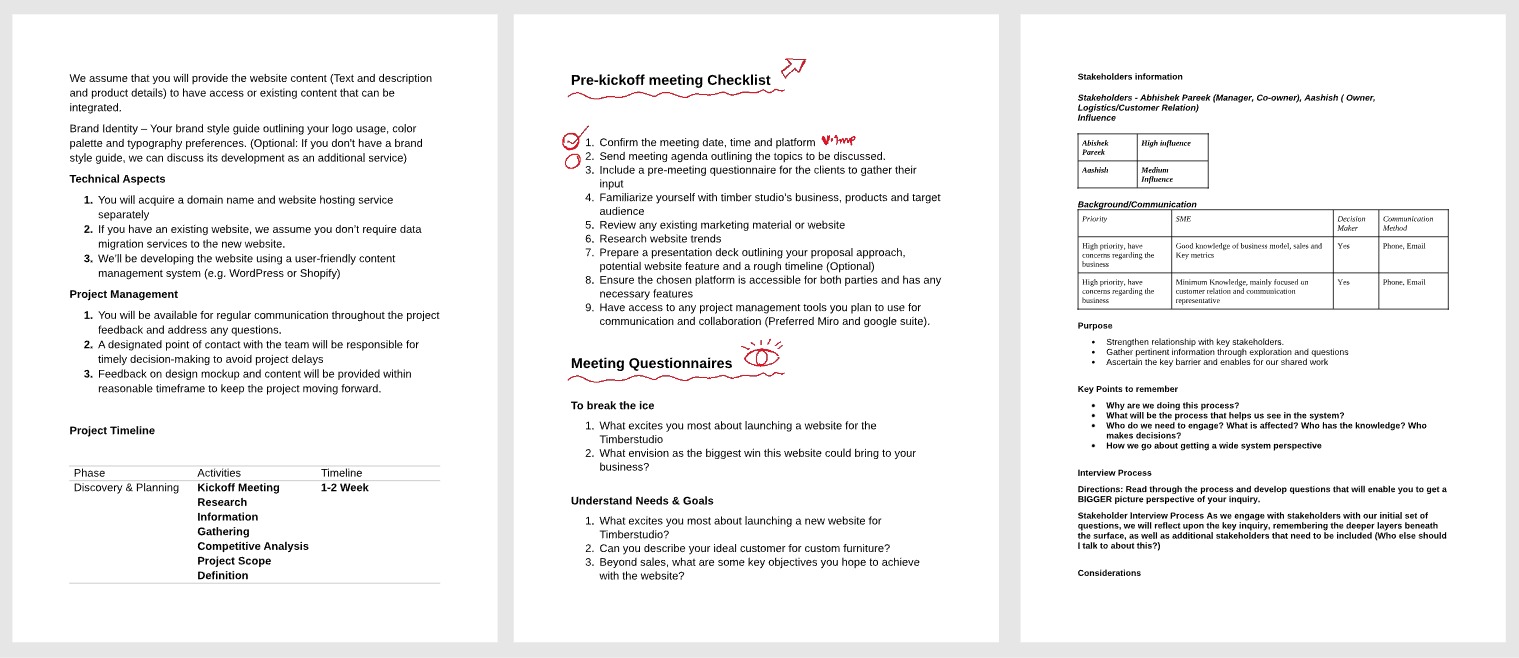 We assume that you will provide the website content (Text and description
and product details) to have access or existing content that can be
integrated.
Brand Identity – Your brand style guide outlining your logo usage, color
palette and typography preferences. (Optional: If you don't have a brand
style guide, we can discuss its development as an additional service)
Technical Aspects
1. You will acquire a domain name and website hosting service
separately
2. If you have an existing website, we assume you don't require data
migration services to the new website.
3. We'll be developing the website using a user-friendly content
management system (e.g. WordPress or Shopify)
Project Management
1. You will be available for regular communication throughout the project
feedback and address any questions.
2. A designated point of contact with the team will be responsible for
timely decision-making to avoid project delays
3. Feedback on design mockup and content will be provided within
reasonable timeframe to keep the project moving forward.
Project Timeline
Phase Activities Timeline
Discovery & Planning Kickoff Meeting 1-2 Week
Research
Information
Gathering
Competitive Analysis
Project Scope
Definition
Pre-kickoff meeting Checklist
1. Confirm the meeting date, time and platform V.imp
2. Send meeting agenda outlining the topics to be discussed.
3. Include a pre-meeting questionnaire for the clients to gather their
input
4. Familiarize yourself with timber studio's business, products and target
audience
5. Review any existing marketing material or website
6. Research website trends
7. Prepare a presentation deck outlining your proposal approach,
potential website feature and a rough timeline (Optional)
8. Ensure the chosen platform is accessible for both parties and has any
necessary features
9. Have access to any project management tools you plan to use for
communication and collaboration (Preferred Miro and google suite).
Meeting Questionnaires
To break the ice
1. What excites you most about launching a website for the
Timberstudio
2. What envision as the biggest win this website could bring to your
business?
Understand Needs & Goals
1. What excites you most about launching a new website for
Timberstudio?
2. Can you describe your ideal customer for custom furniture?
3. Beyond sales, what are some key objectives you hope to achieve
with the website?
Stakeholders information
Stakeholders - Abhishek Pareek (Manager, Co-owner), Aashish ( Owner,
Logistics/Customer Relation)
Influence
Abishek High influence
Pareek
Aashish Medium
Influence
Background/Communication
Priority SME Decision Communication
Maker Method
High priority, have Good knowledge of business model, sales and Yes Phone, Email
concerns regarding the Key metrics
business
High priority, have Minimum Knowledge, mainly focused on Yes Phone, Email
concerns regarding the customer relation and communication
business representative
Purpose
• Strengthen relationship with key stakeholders.
• Gather pertinent information through exploration and questions
• Ascertain the key barrier and enables for our shared work
Key Points to remember
• Why are we doing this process?
• What will be the process that helps us see in the system?
• Who do we need to engage? What is affected? Who has the knowledge? Who
makes decisions?
• How we go about getting a wide system perspective
Interview Process
Directions: Read through the process and develop questions that will enable you to get a
BIGGER picture perspective of your inquiry.
Stakeholder Interview Process As we engage with stakeholders with our initial set of
questions, we will reflect upon the key inquiry, remembering the deeper layers beneath
the surface, as well as additional stakeholders that need to be included (Who else should
I talk to about this?)
Considerations